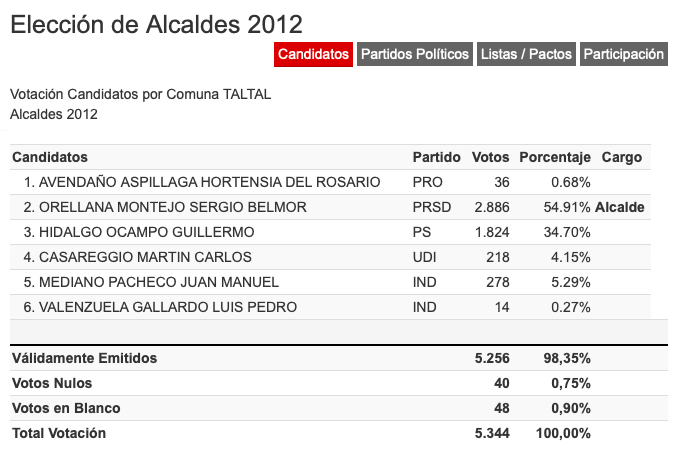 Elección de Alcaldes 2012
Candidatos Partidos Políticos Listas / Pactos Participación
Votación Candidatos por Comuna TALTAL
Alcaldes 2012
Candidatos Partido Votos Porcentaje Cargo
1. AVENDAÑO ASPILLAGA HORTENSIA DEL ROSARIO PRO 36 0.68%
2. ORELLANA MONTEJO SERGIO BELMOR PRSD 2.886 54.91% Alcalde
3. HIDALGO OCAMPO GUILLERMO PS 1.824 34.70%
4. CASAREGGIO MARTIN CARLOS UDI 218 4.15%
5. MEDIANO PACHECO JUAN MANUEL IND 278 5.29%
6. VALENZUELA GALLARDO LUIS PEDRO IND 14 0.27%
Válidamente Emitidos 5.256 98,35%
Votos Nulos 40 0,75%
Votos en Blanco 48 0,90%
Total Votación 5.344 100,00%